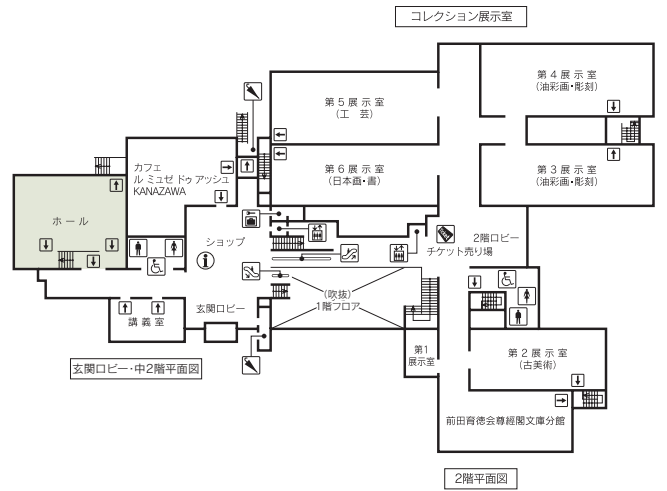 コレクション展示室
第4展示室
(油彩画・彫刻)
第5展示室
(工 芸)
第6展示室
(日本画・書)
第3展示室
(油彩画・彫刻)
カフェ
ル ミュゼ ドゥ アッシュ
KANAZAWA
ホール
ショップ
2階ロビー
チケット売り場
(吹抜)
1階フロア
玄関ロビー
講義室
第1
展示室
第2展示室
(古美術)
玄関ロビー・中2階平面図
前田育徳会尊經閣文庫分館
2階平面図